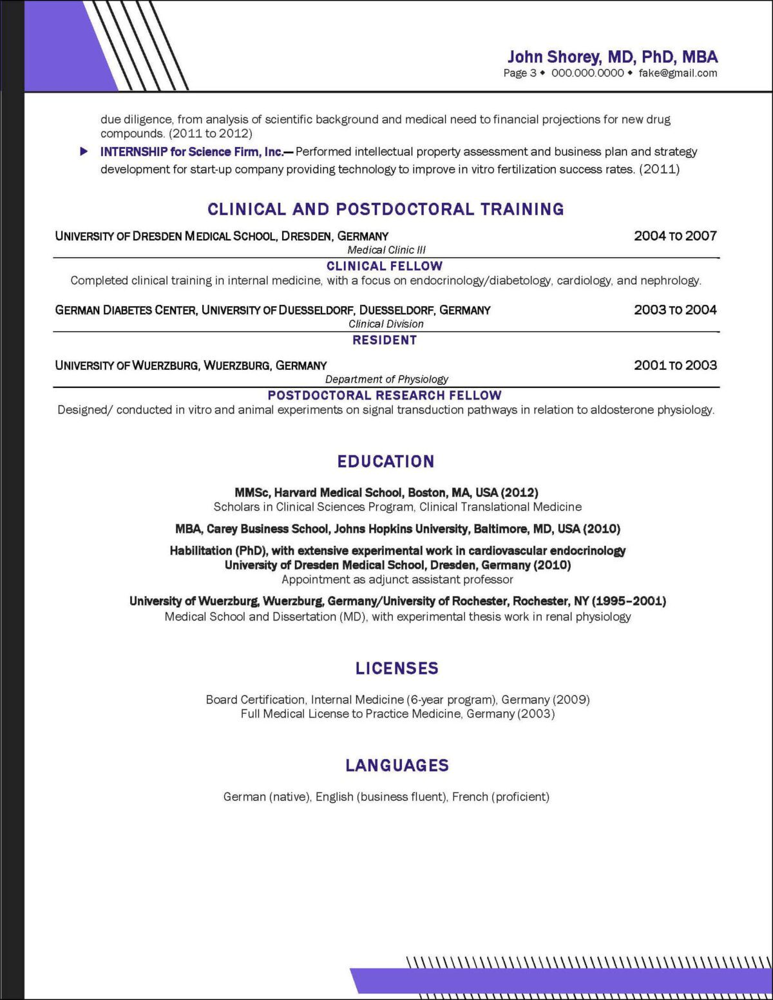 John Shorey, MD, PhD, MBA
Page 3 ◆ 000.000.0000 ◆ fake@gmail.com
due diligence, from analysis of scientific background and medical need to financial projections for new drug
compounds. (2011 to 2012)
INTERNSHIP for Science Firm, Inc.— Performed intellectual property assessment and business plan and strategy
development for start-up company providing technology to improve in vitro fertilization success rates. (2011)
CLINICAL AND POSTDOCTORAL TRAINING
UNIVERSITY OF DRESDEN MEDICAL SCHOOL, DRESDEN, GERMANY 2004 TO 2007
Medical Clinic III
CLINICAL FELLOW
Completed clinical training in internal medicine, with a focus on endocrinology/diabetology, cardiology, and nephrology.
GERMAN DIABETES CENTER, UNIVERSITY OF DUESSELDORF, DUESSELDORF, GERMANY 2003 TO 2004
Clinical Division
RESIDENT
UNIVERSITY OF WUERZBURG, WUERZBURG, GERMANY 2001 TO 2003
Department of Physiology
POSTDOCTORAL RESEARCH FELLOW
Designed/ conducted in vitro and animal experiments on signal transduction pathways in relation to aldosterone physiology.
EDUCATION
MMSc, Harvard Medical School, Boston, MA, USA (2012)
Scholars in Clinical Sciences Program, Clinical Translational Medicine
MBA, Carey Business School, Johns Hopkins University, Baltimore, MD, USA (2010)
Habilitation (PhD), with extensive experimental work in cardiovascular endocrinology
University of Dresden Medical School, Dresden, Germany (2010)
Appointment as adjunct assistant professor
University of Wuerzburg, Wuerzburg, Germany/University of Rochester, Rochester, NY (1995–2001)
Medical School and Dissertation (MD), with experimental thesis work in renal physiology
LICENSES
Board Certification, Internal Medicine (6-year program), Germany (2009)
Full Medical License to Practice Medicine, Germany (2003)
LANGUAGES
German (native), English (business fluent), French (proficient)